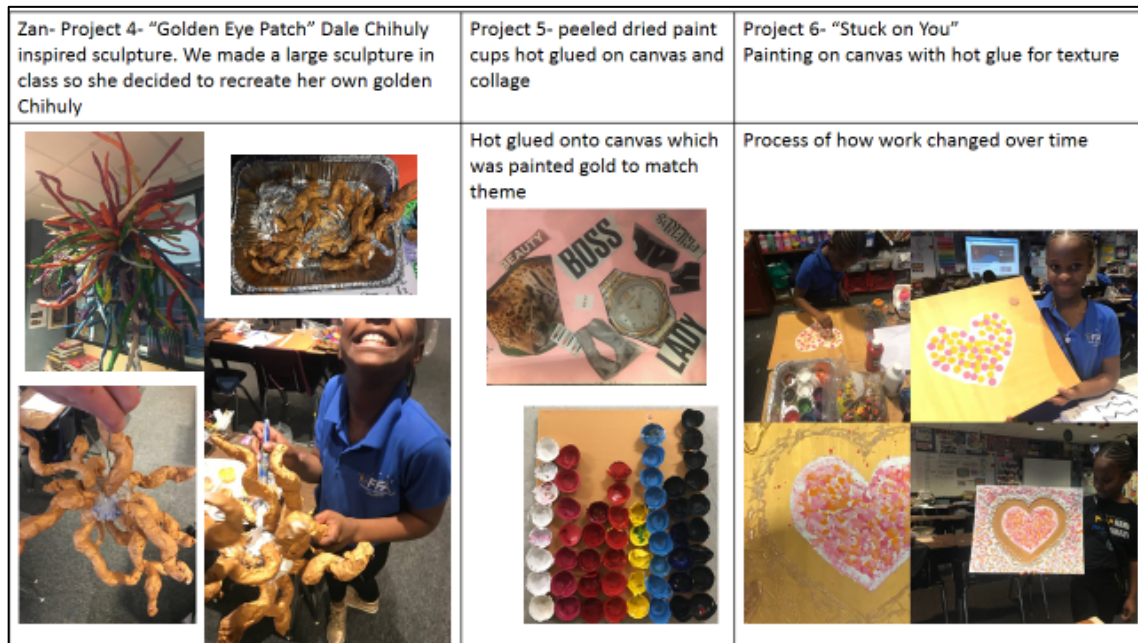 Zan- Project 4- “Golden Eye Patch” Dale Chihuly
inspired sculpture. We made a large sculpture in
class so she decided to recreate her own golden
Chihuly
Project 5- peeled dried paint
cups hot glued on canvas and
collage
Project 6- “Stuck on You”
Painting on canvas with hot glue for texture
Hot glued onto canvas which
was painted gold to match
theme
BEAUTY
BOSS
LADY
Process of how work changed over time